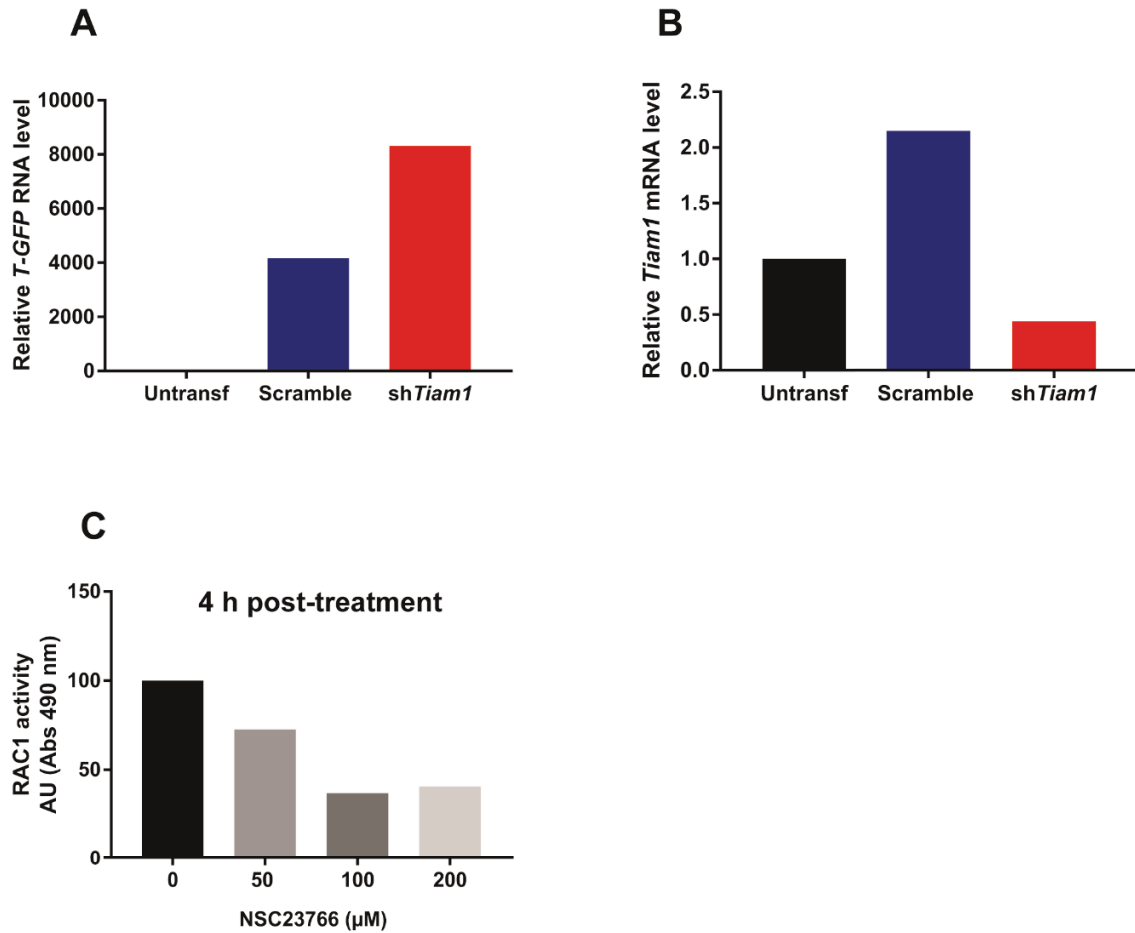 A
Relative T-GFP RNA level
10000
8000
6000
4000
2000
0
Untransf Scramble shTiam1
B
Relative Tiam1 mRNA level
2.5
2.0
1.5
1.0
0.5
0.0
Untransf Scramble shTiam1
C
4 h post-treatment
RAC1 activity
AU (Abs 490 nm)
150
100
50
0
0 50 100 200
NSC23766 (µM)